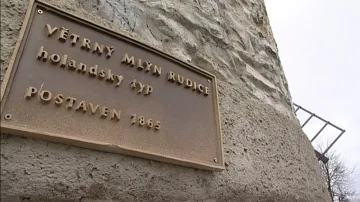 VĚTRNÝ MLÝN RUDICE
holandský typ
POSTAVEN 1865